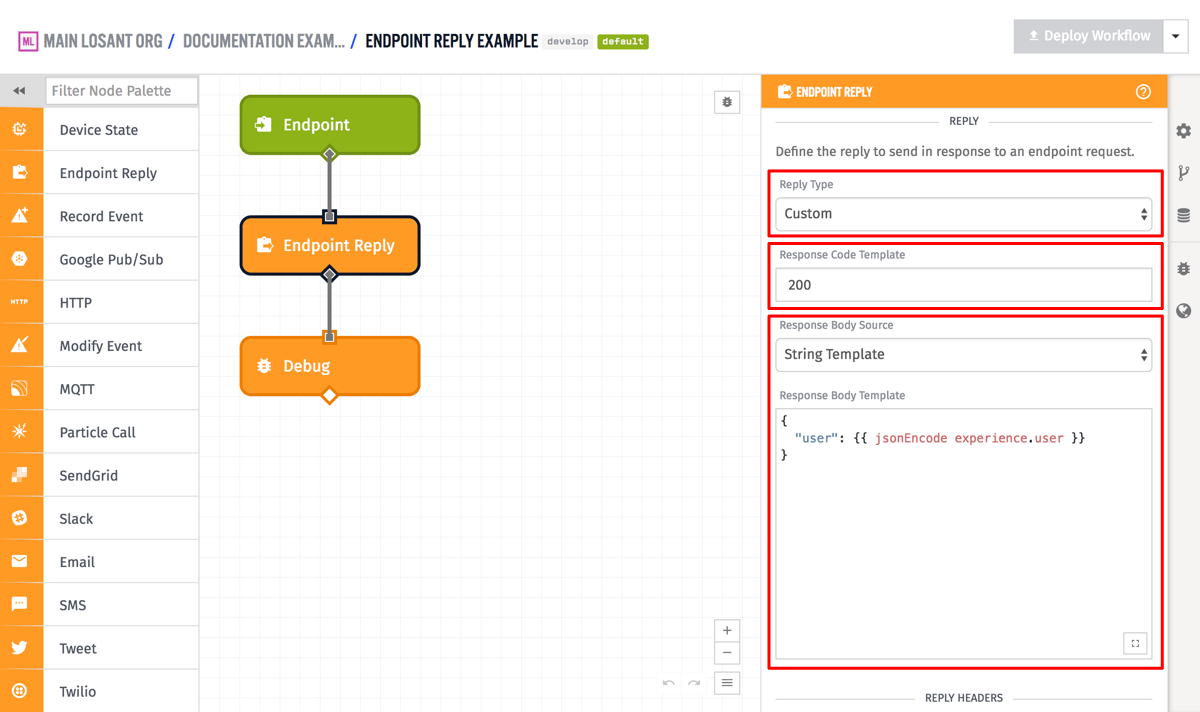 ML MAIN LOSANT ORG / DOCUMENTATION EXAM... / ENDPOINT REPLY EXAMPLE develop default
Deploy Workflow
Filter Node Palette
Device State
Endpoint Reply
Record Event
Google Pub/Sub
HTTP HTTP
Modify Event
MQTT
Particle Call
SendGrid
Slack
Email
SMS
Tweet
Twilio
Endpoint
Endpoint Reply
Debug
ENDPOINT REPLY
REPLY
Define the reply to send in response to an endpoint request.
Reply Type
Custom
Response Code Template
200
Response Body Source
String Template
Response Body Template
{
"user": {{ jsonEncode experience.user }}
}
REPLY HEADERS